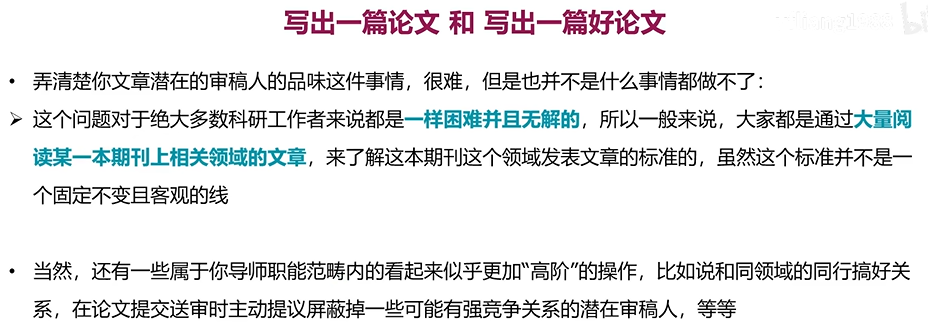 写出一篇论文 和 写出一篇好论文
• 弄清楚你文章潜在的审稿人的品味这件事情，很难，但是也并不是什么事情都做不了：
➢ 这个问题对于绝大多数科研工作者来说都是一样困难并且无解的，所以一般来说，大家都是通过大量阅
读某一本期刊上相关领域的文章，来了解这本期刊这个领域发表文章的标准的，虽然这个标准并不是一
个固定不变且客观的线
• 当然，还有一些属于你导师职能范畴内的看起来似乎更加“高阶”的操作，比如说和同领域的同行搞好关
系，在论文提交送审时主动提议屏蔽掉一些可能有强竞争关系的潜在审稿人，等等